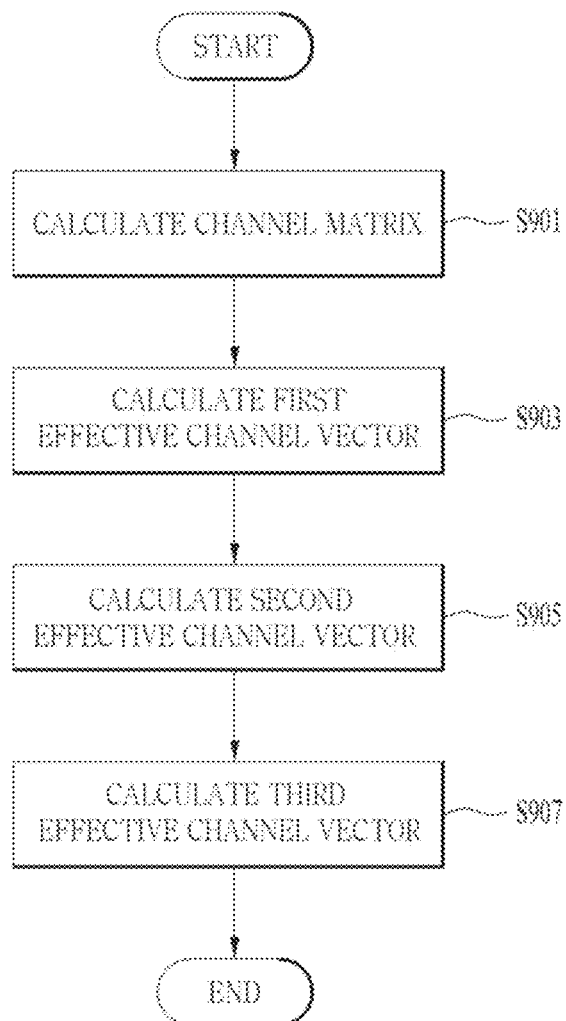 START
CALCULATE CHANNEL MATRIX
S901
CALCULATE FIRST
EFFECTIVE CHANNEL VECTOR
S903
CALCULATE SECOND
EFFECTIVE CHANNEL VECTOR
S905
CALCULATE THIRD
EFFECTIVE CHANNEL VECTOR
S907
END